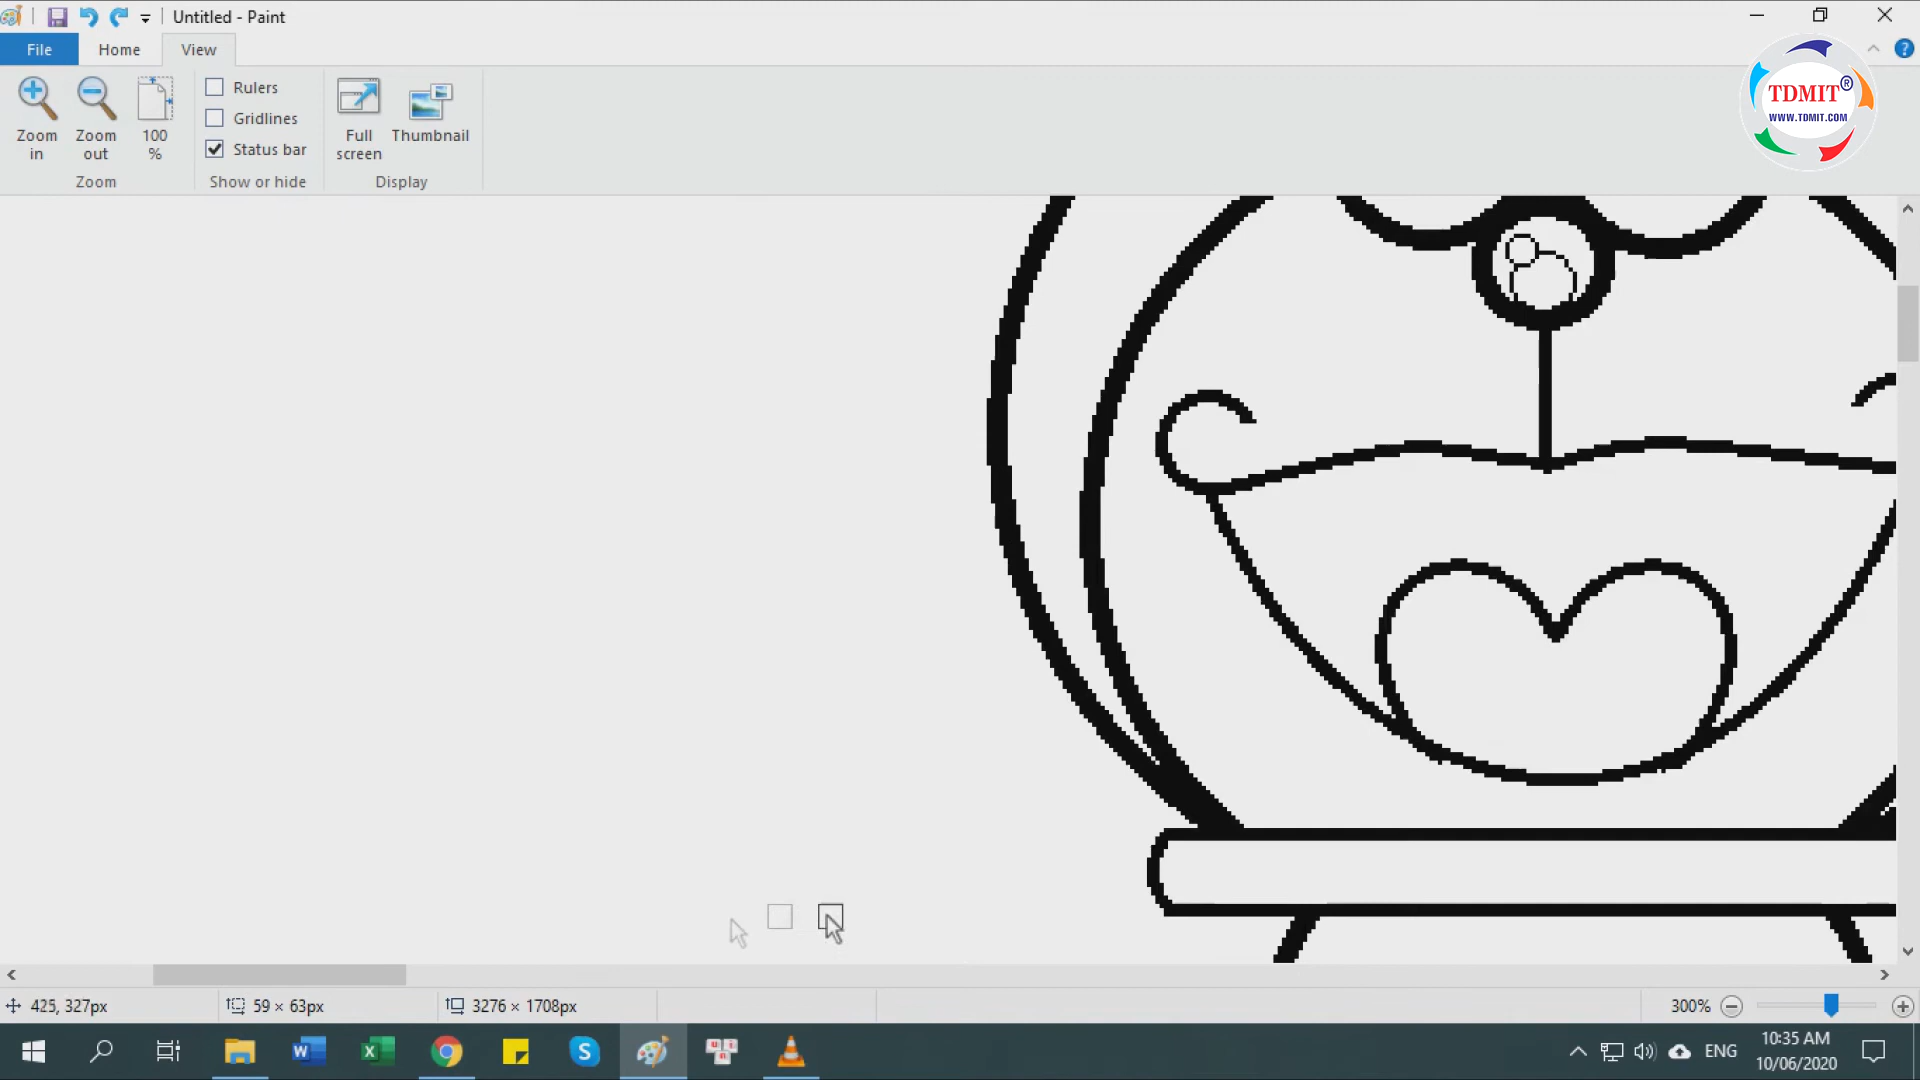 Untitled - Paint
File
Home
View
Zoom in
Zoom out
100 %
Rulers
Gridlines
Status bar
Full screen
Thumbnail
Zoom
Show or hide
Display
TDMIT®
WWW.TDMIT.COM
425, 327px
59 × 63px
3276 × 1708px
300%
ENG
10:35 AM
10/06/2020